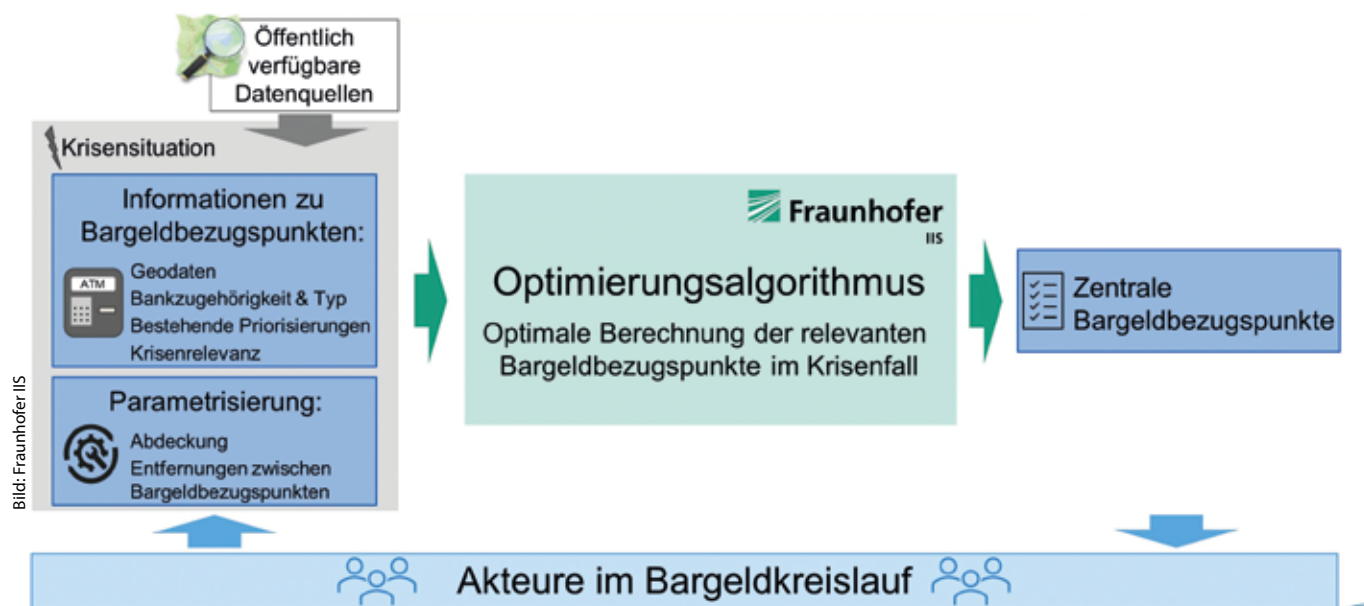 Öffentlich
verfügbare
Datenquellen
Krisensituation
Informationen zu
Bargeldbezugspunkten:
ATM
Geodaten
Bankzugehörigkeit & Typ
Bestehende Priorisierungen
Krisenrelevanz
Parametrisierung:
Abdeckung
Entfernungen zwischen
Bargeldbezugspunkten
Fraunhofer
IIS
Optimierungsalgorithmus
Optimale Berechnung der relevanten
Bargeldbezugspunkte im Krisenfall
Zentrale
Bargeldbezugspunkte
Akteure im Bargeldkreislauf
Bild: Fraunhofer IIS